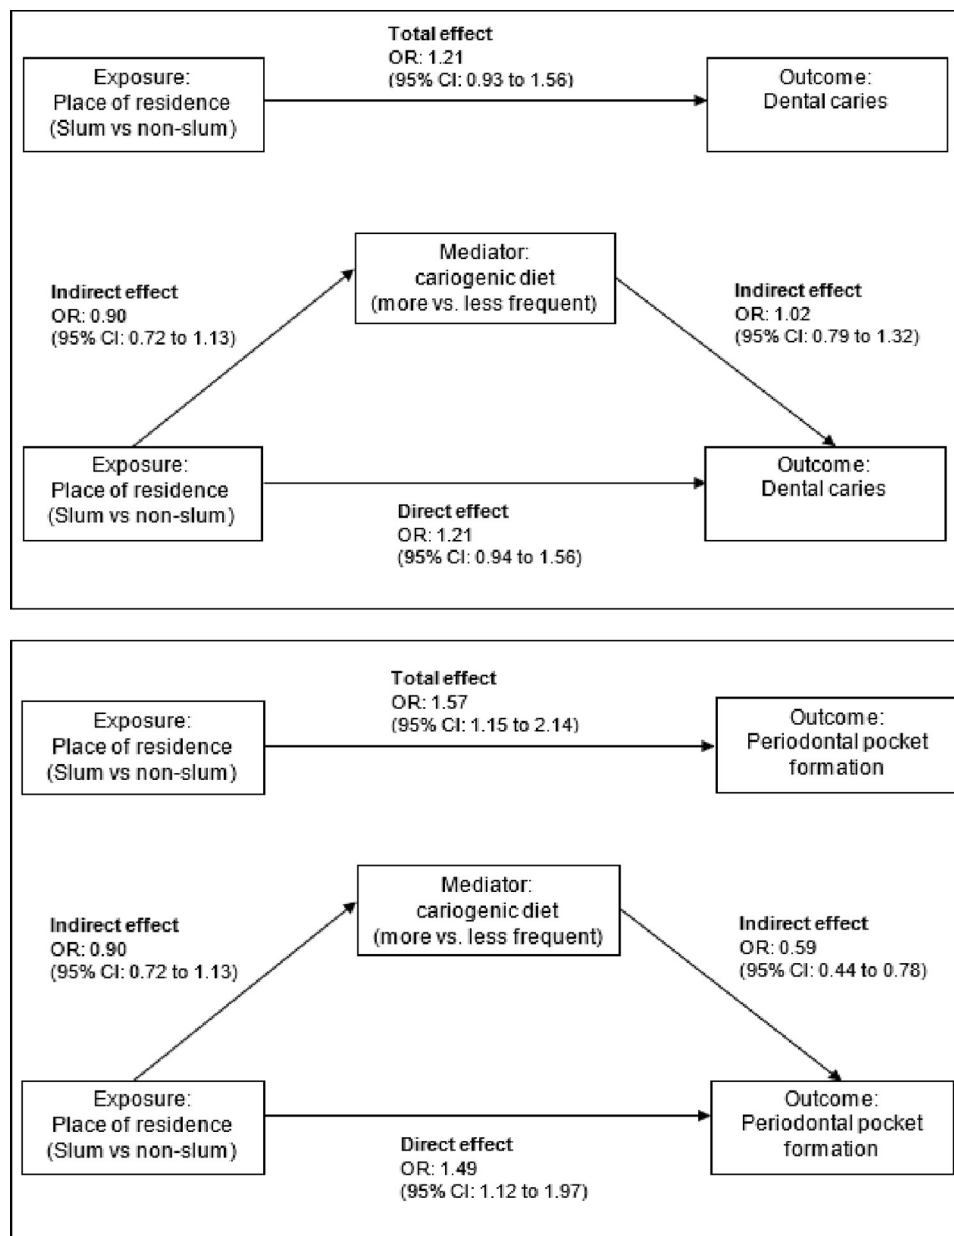 Total effect
OR: 1.21
(95% CI: 0.93 to 1.56)
Exposure:
Place of residence
(Slum vs non-slum)
Outcome:
Dental caries
Mediator:
cariogenic diet
(more vs. less frequent)
Indirect effect
OR: 0.90
(95% CI: 0.72 to 1.13)
Indirect effect
OR: 1.02
(95% CI: 0.79 to 1.32)
Exposure:
Place of residence
(Slum vs non-slum)
Outcome:
Dental caries
Direct effect
OR: 1.21
(95% CI: 0.94 to 1.56)
Total effect
OR: 1.57
(95% CI: 1.15 to 2.14)
Exposure:
Place of residence
(Slum vs non-slum)
Outcome:
Periodontal pocket
formation
Mediator:
cariogenic diet
(more vs. less frequent)
Indirect effect
OR: 0.90
(95% CI: 0.72 to 1.13)
Indirect effect
OR: 0.59
(95% CI: 0.44 to 0.78)
Exposure:
Place of residence
(Slum vs non-slum)
Outcome:
Periodontal pocket
formation
Direct effect
OR: 1.49
(95% CI: 1.12 to 1.97)